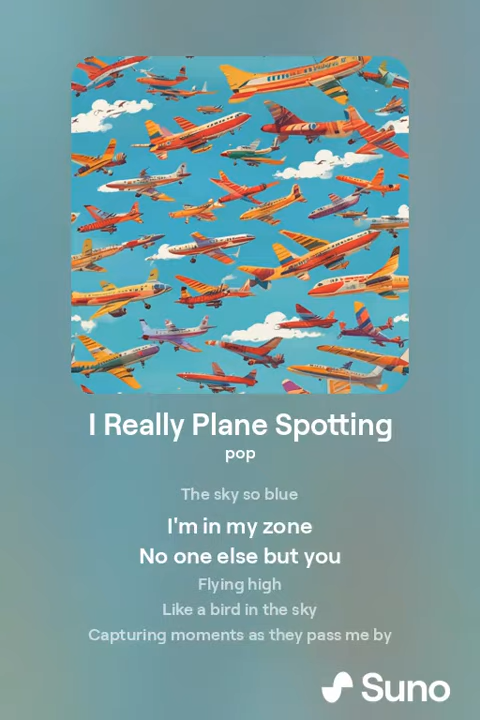 I Really Plane Spotting
pop
The sky so blue
I'm in my zone
No one else but you
Flying high
Like a bird in the sky
Capturing moments as they pass me by
Suno